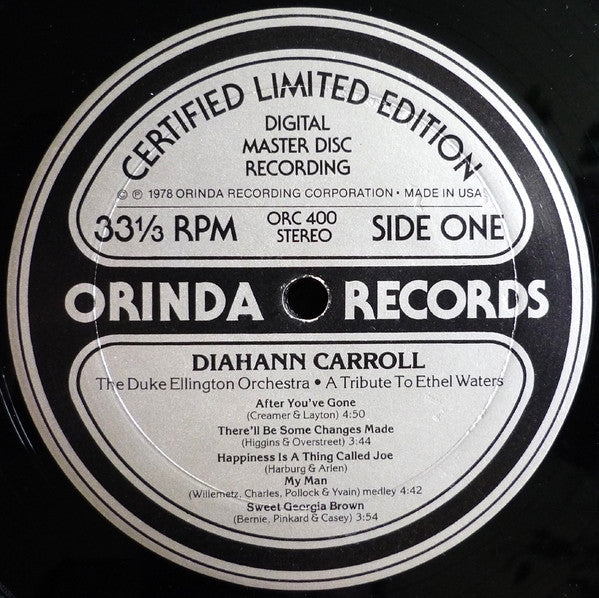 CERTIFIED LIMITED EDITION
DIGITAL
MASTER DISC
RECORDING
© ℗ 1978 ORINDA RECORDING CORPORATION • MADE IN USA
33⅓ RPM ORC 400 STEREO SIDE ONE
ORINDA RECORDS
DIAHANN CARROLL
The Duke Ellington Orchestra • A Tribute To Ethel Waters
After You've Gone
(Creamer & Layton) 4:50
There'll Be Some Changes Made
(Higgins & Overstreet) 3:44
Happiness Is A Thing Called Joe
(Harburg & Arlen)
My Man
(Willemetz, Charles, Pollock & Yvain) medley 4:42
Sweet Georgia Brown
(Bernie, Pinkard & Casey) 3:54